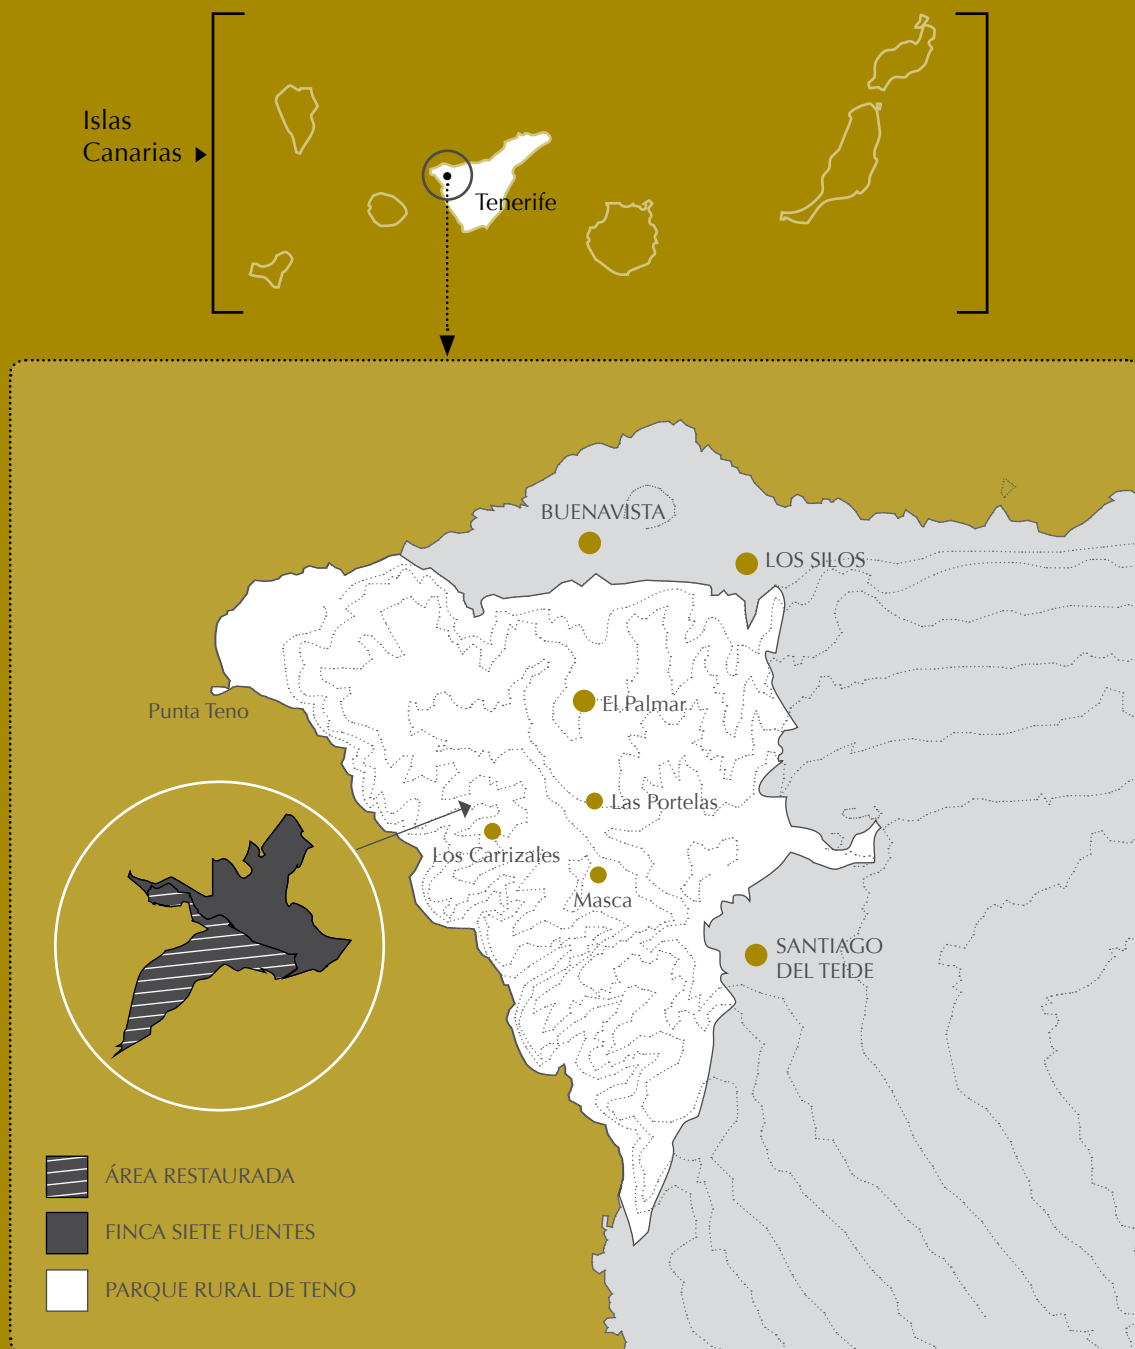 Islas
Canarias
Tenerife
BUENAVISTA
LOS SILOS
El Palmar
Punta Teno
Las Portelas
Los Carrizales
Masca
SANTIAGO
DEL TEIDE
ÁREA RESTAURADA
FINCA SIETE FUENTES
PARQUE RURAL DE TENO